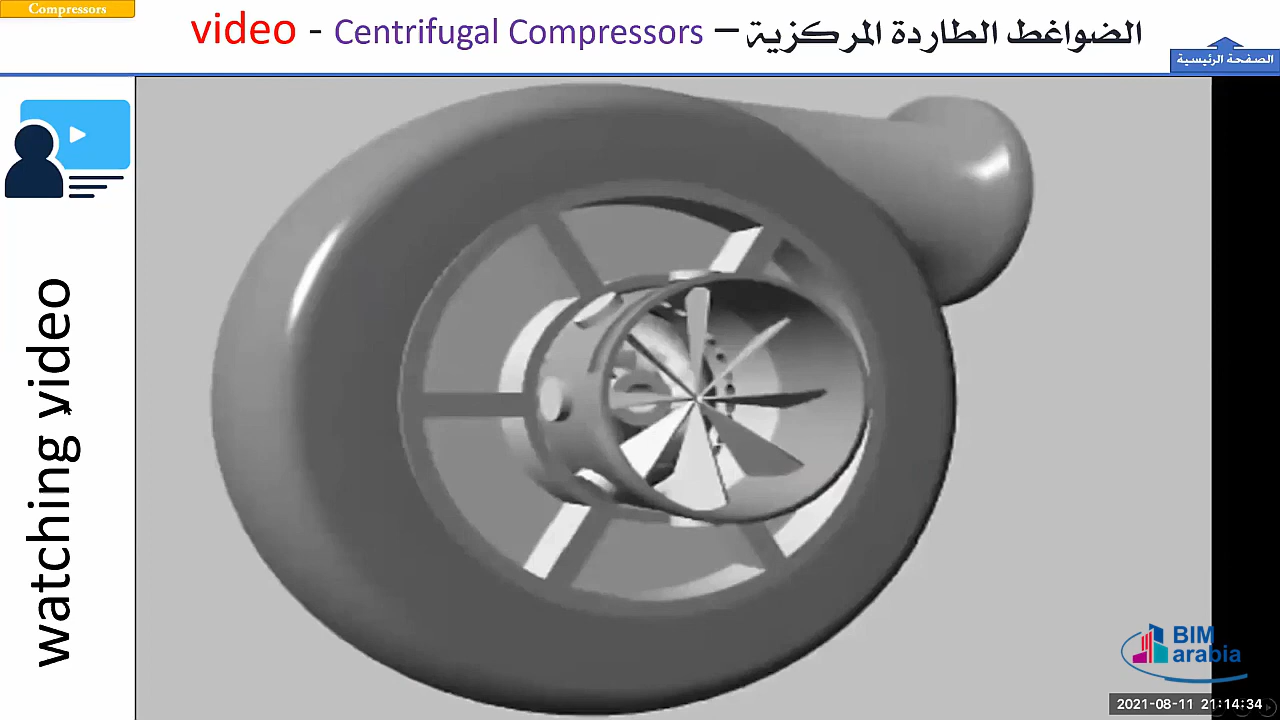 Compressors
video - Centrifugal Compressors – الضواغط الطاردة المركزية
الصفحة الرئيسية
watching video
BIM
arabia
2021-08-11 21:14:34